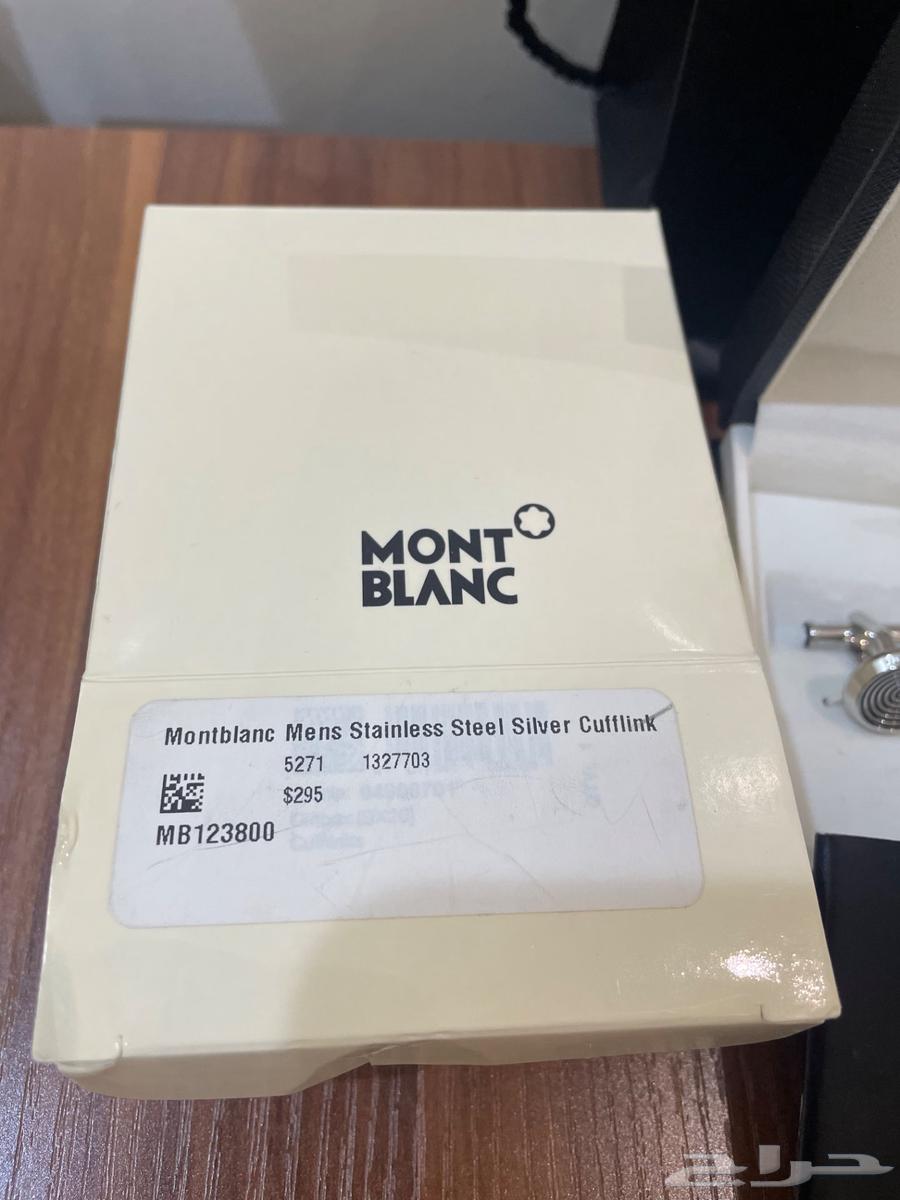 MONT
BLANC
Montblanc Mens Stainless Steel Silver Cufflink
5271 1327703
$295
MB123800
حراج